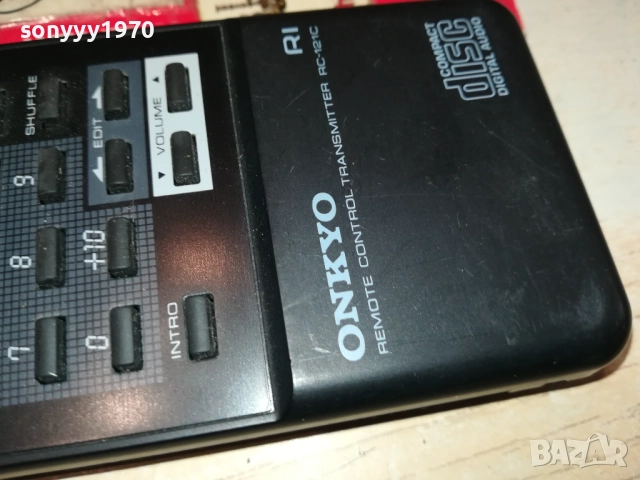 sonyyy1970
SHUFFLE
EDIT
VOLUME
9
8
+10
7
0
INTRO
RI
COMPACT
disc
DIGITAL AUDIO
ONKYO
REMOTE CONTROL TRANSMITTER RC-121C
BAZAR